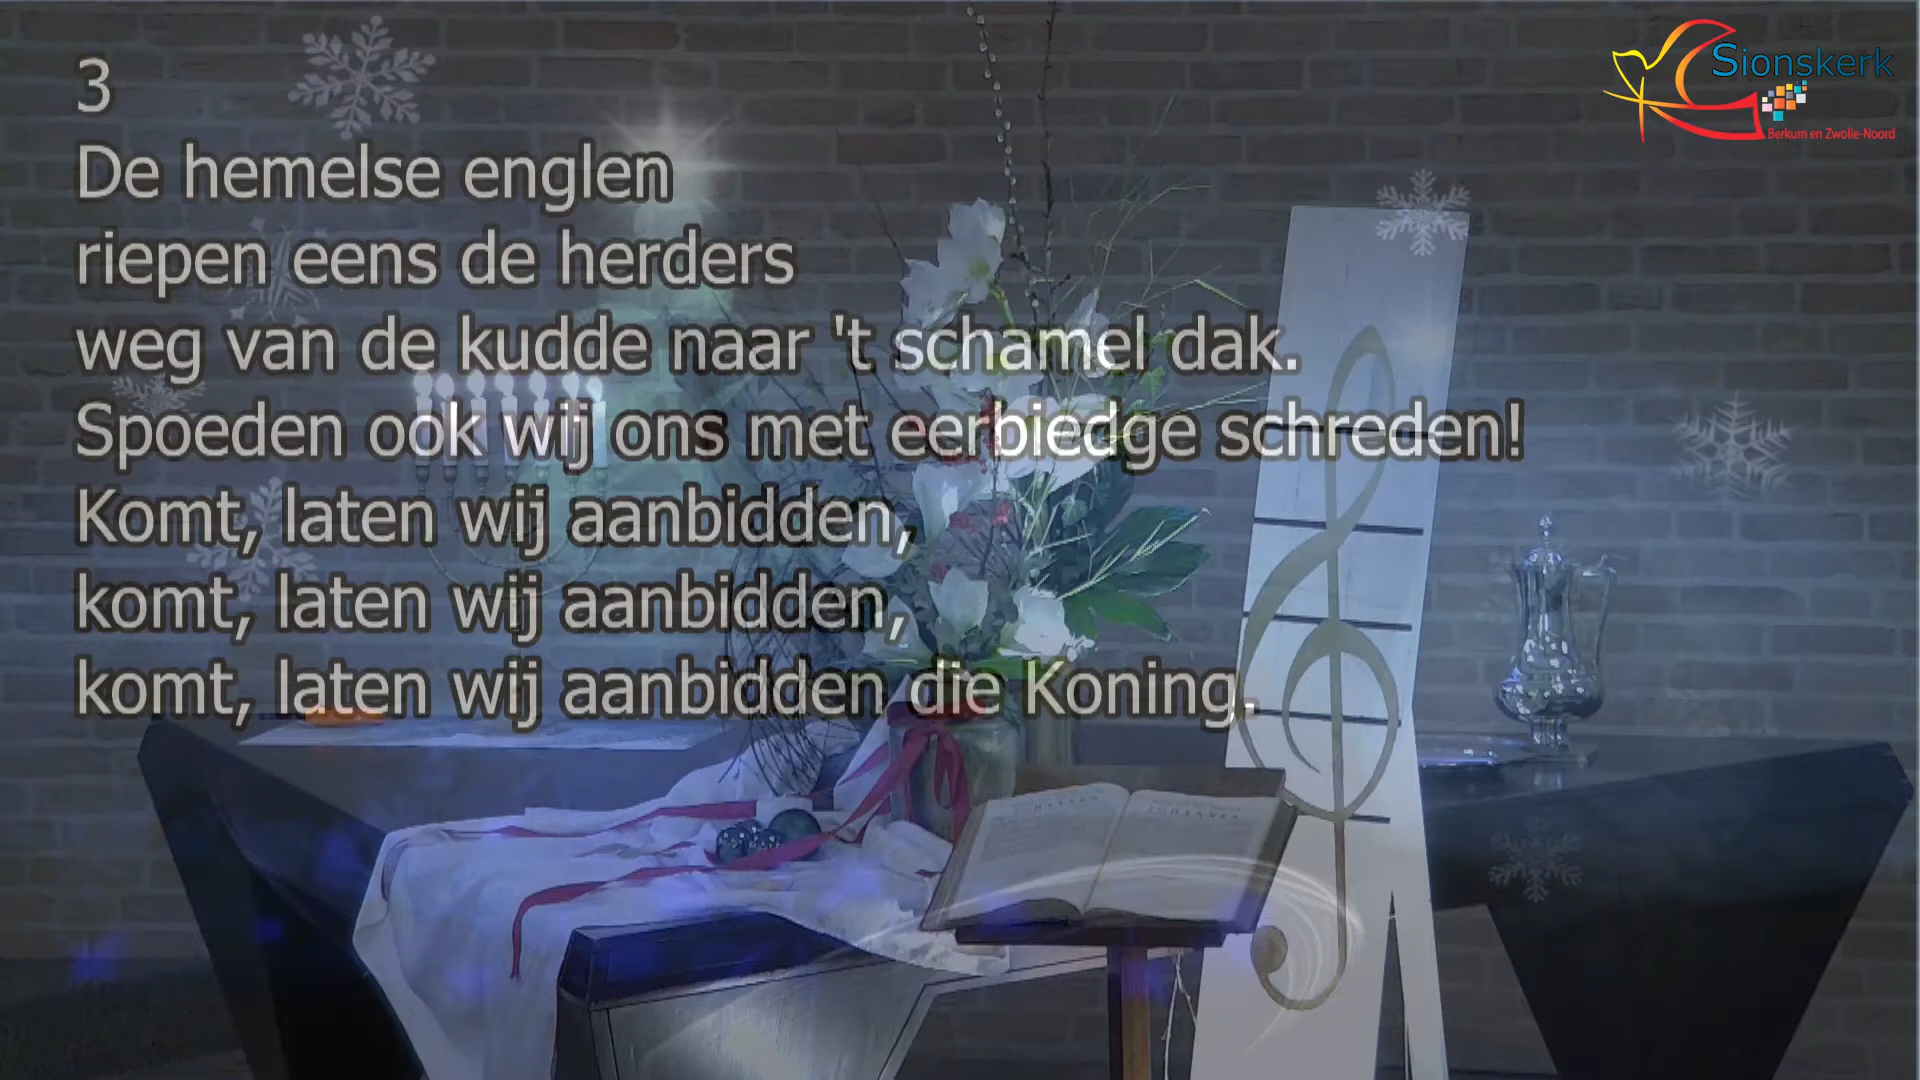 Sionskerk
Berkum en Zwolle-Noord
3
De hemelse englen
riepen eens de herders
weg van de kudde naar 't schamel dak.
Spoeden ook wij ons met eerbiedge schreden!
Komt, laten wij aanbidden,
komt, laten wij aanbidden,
komt, laten wij aanbidden die Koning.